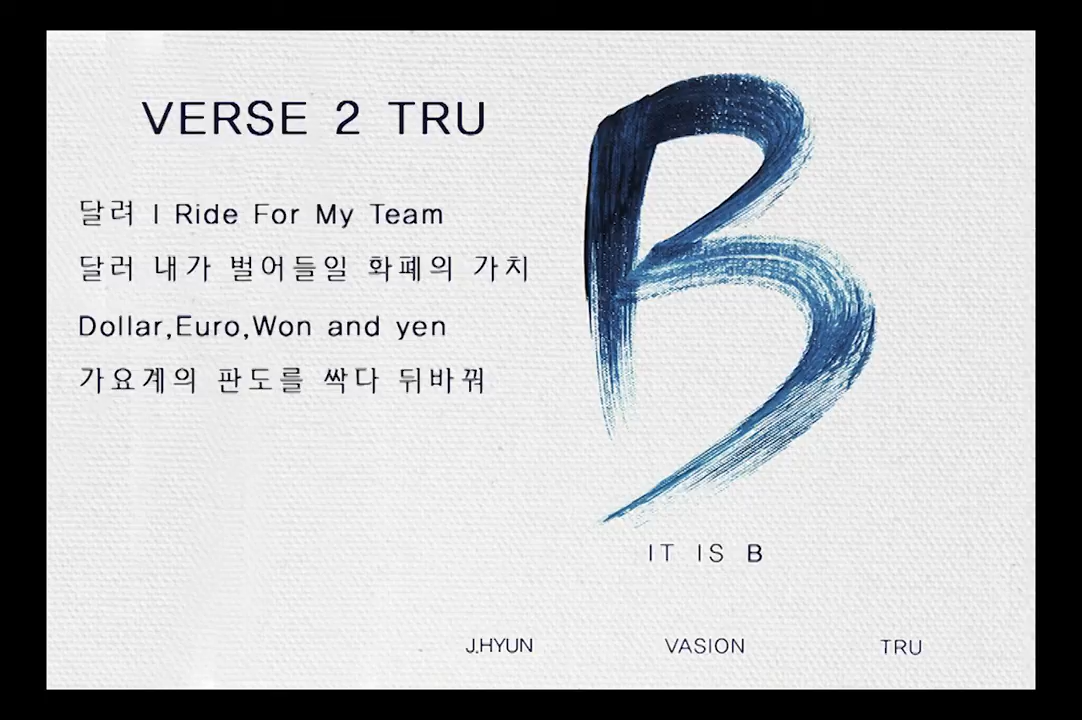 VERSE 2 TRU
달려 I Ride For My Team
달러 내가 벌어들일 화폐의 가치
Dollar,Euro,Won and yen
가요계의 판도를 싹다 뒤바꿔
B
IT IS B
J.HYUN
VASION
TRU